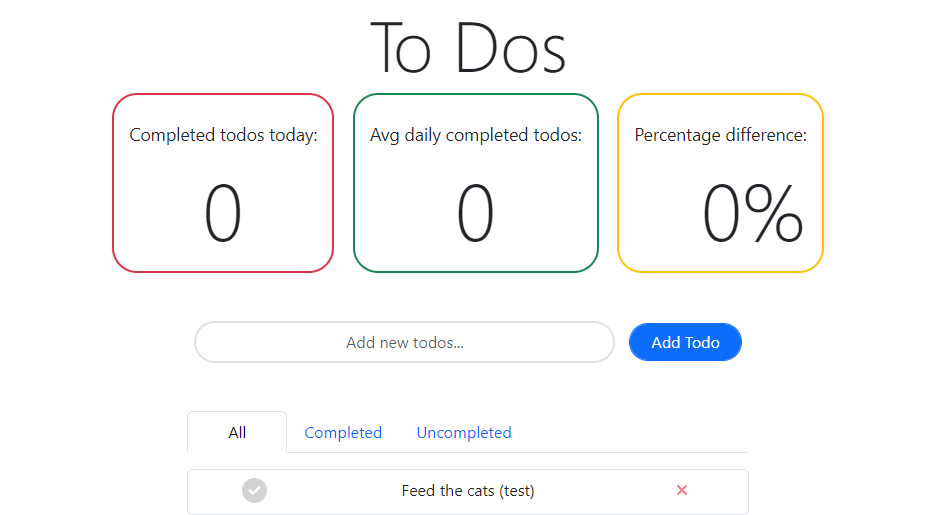 To Dos
Completed todos today:
0
Avg daily completed todos:
0
Percentage difference:
0%
Add new todos...
Add Todo
All
Completed
Uncompleted
Feed the cats (test)